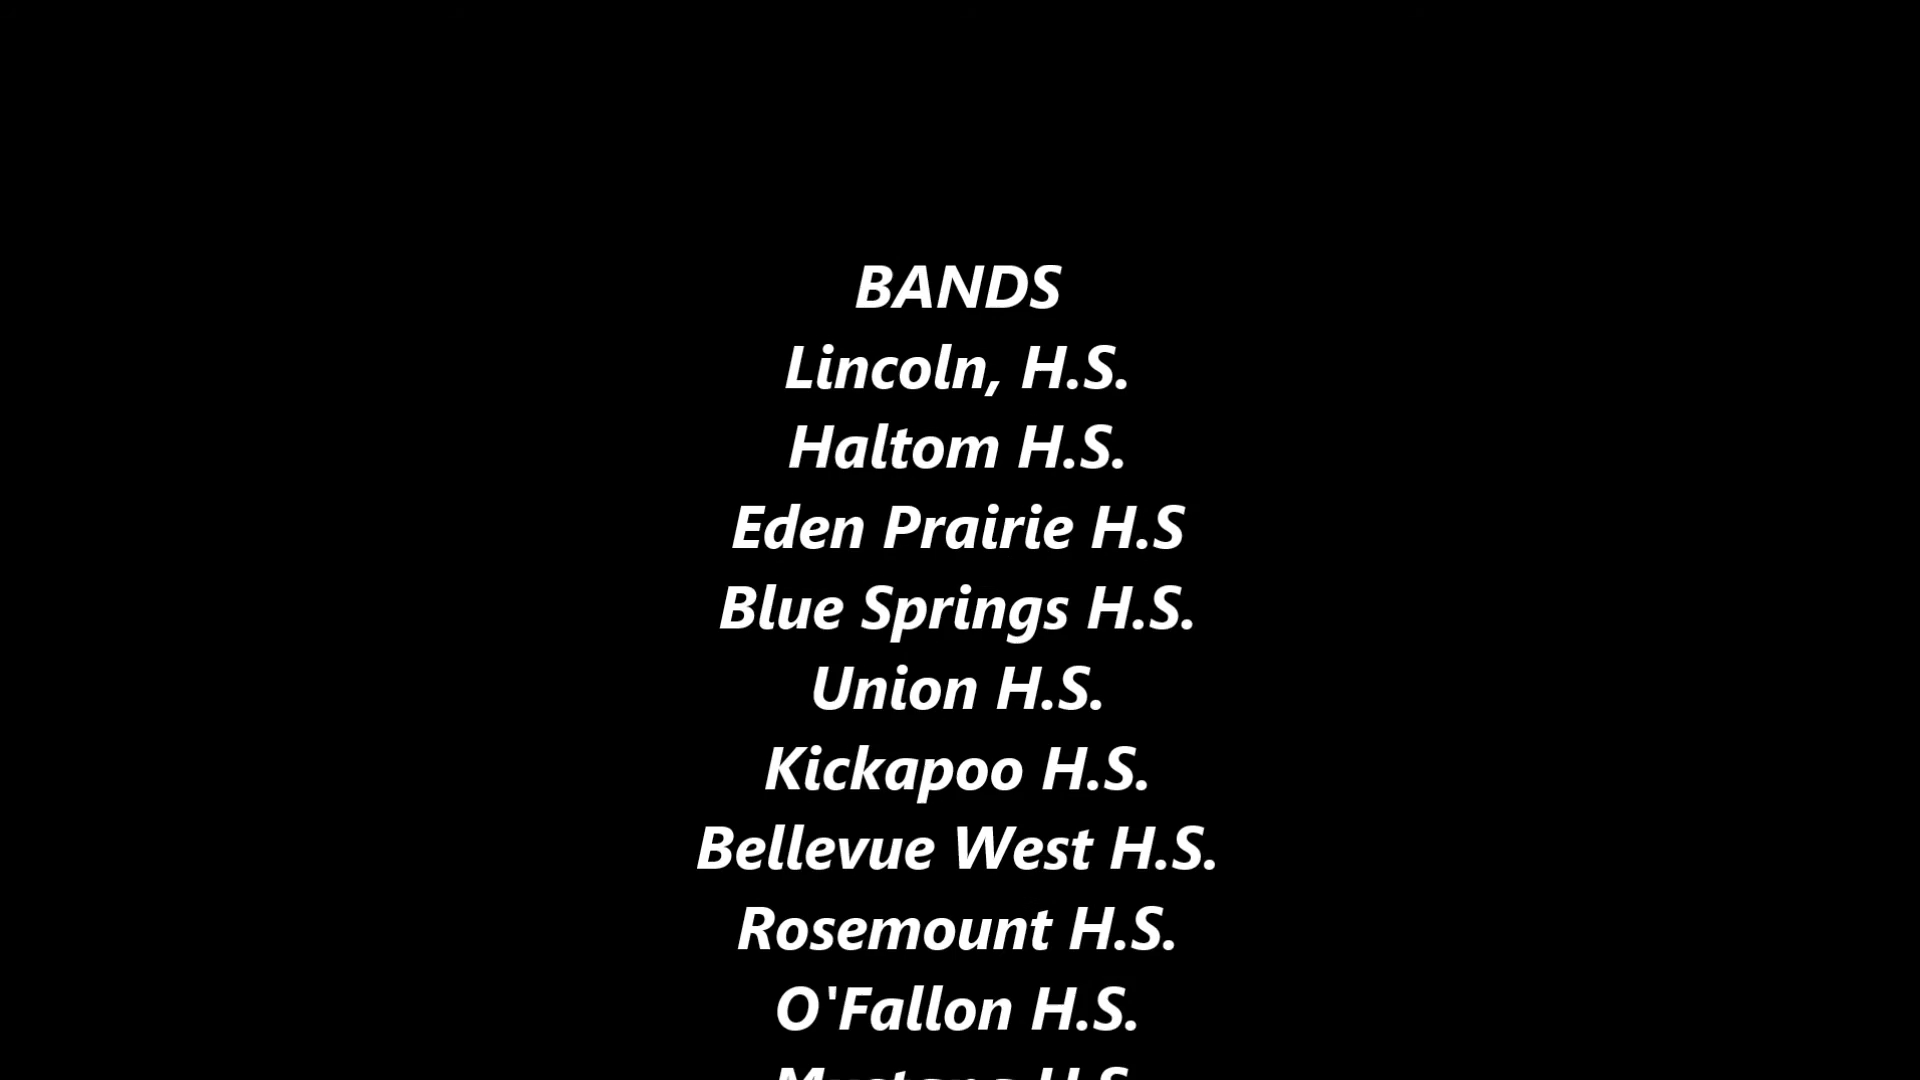 BANDS
Lincoln, H.S.
Haltom H.S.
Eden Prairie H.S
Blue Springs H.S.
Union H.S.
Kickapoo H.S.
Bellevue West H.S.
Rosemount H.S.
O'Fallon H.S.